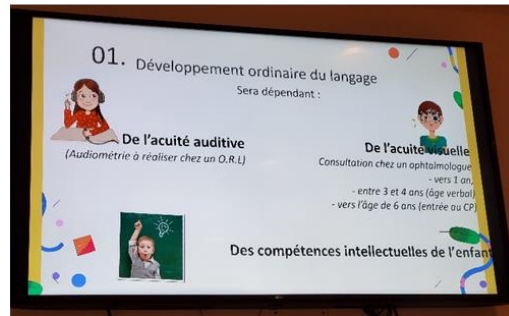 01. Développement ordinaire du langage
Sera dépendant :
De l'acuité auditive
(Audiométrie à réaliser chez un O.R.L)
De l'acuite visuelle
Consultation chez un ophtalmologue
- vers 1 an,
- entre 3 et 4 ans (âge verbal)
- vers l'âge de 6 ans (entrée au CP)
Des compétences intellectuelles de l'enfant